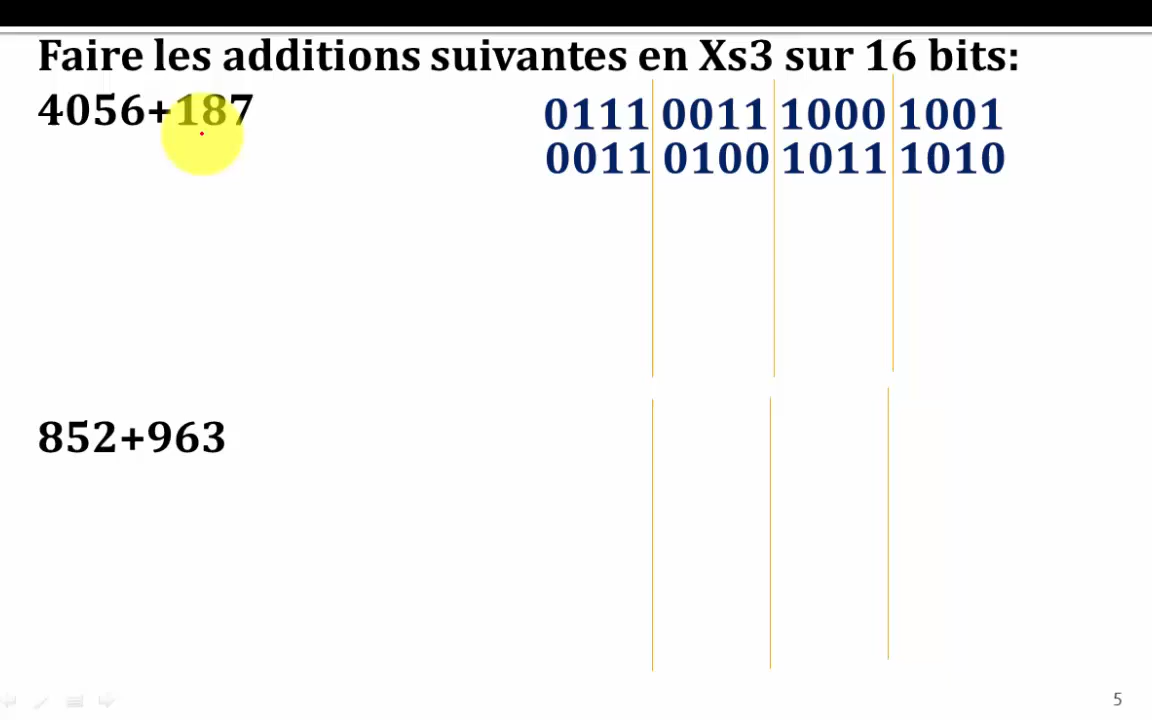 Faire les additions suivantes en Xs3 sur 16 bits:
4056+187
0111 0011 1000 1001
0011 0100 1011 1010
852+963
5